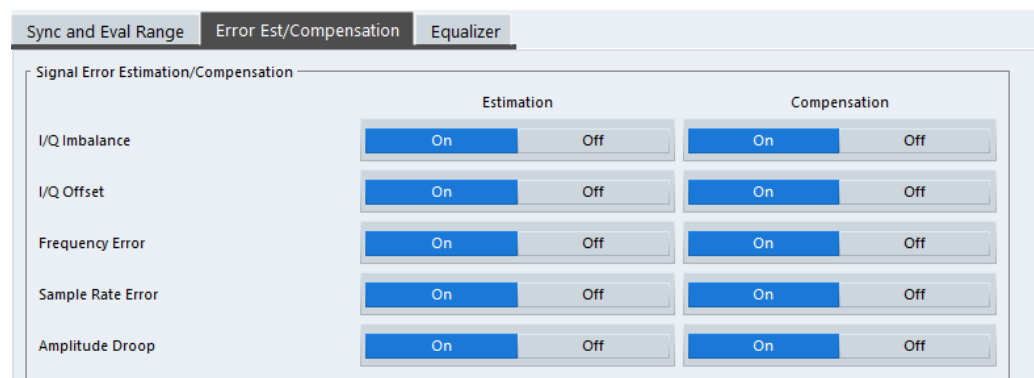 Sync and Eval Range Error Est/Compensation Equalizer
Signal Error Estimation/Compensation
Estimation Compensation
I/Q Imbalance On Off On Off
I/Q Offset On Off On Off
Frequency Error On Off On Off
Sample Rate Error On Off On Off
Amplitude Droop On Off On Off